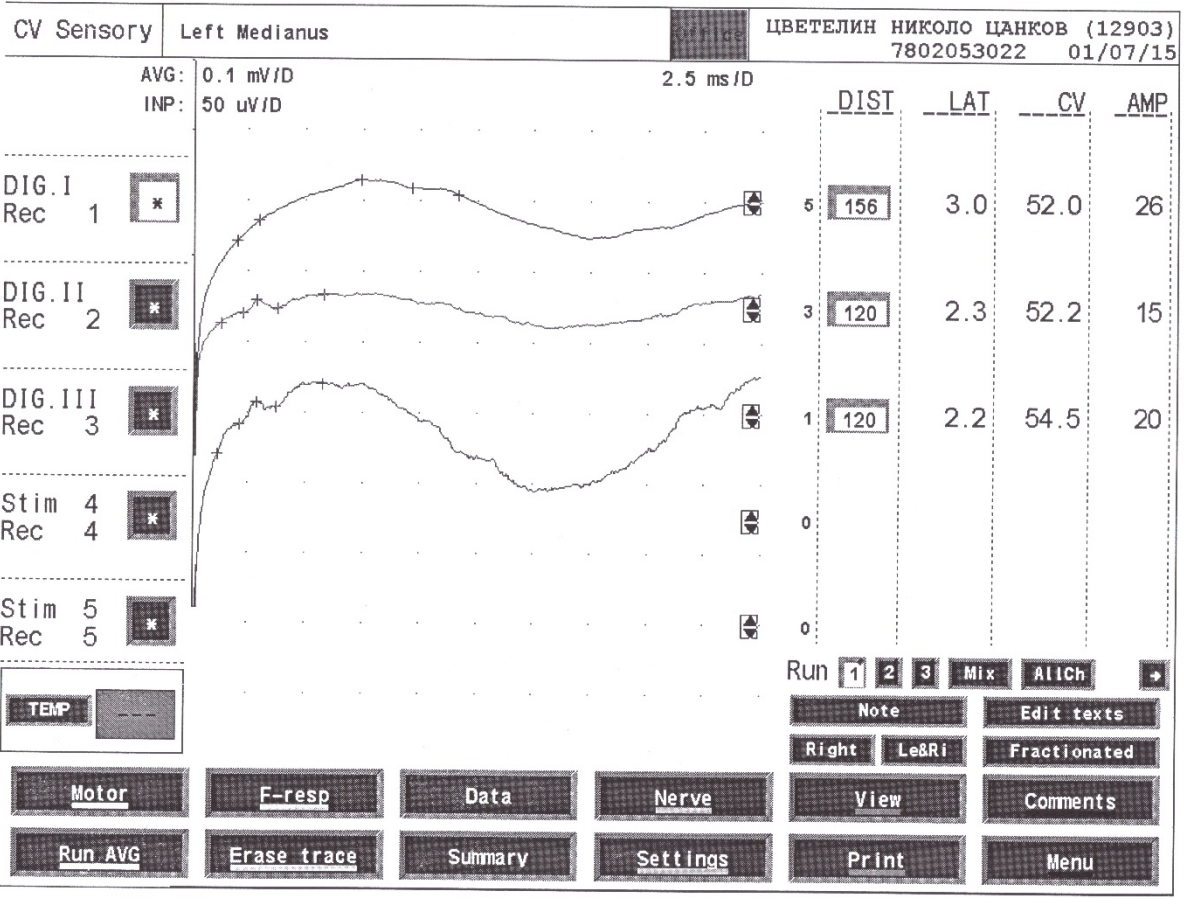 CV Sensory Left Medianus Office ЦВЕТЕЛИН НИКОЛО ЦАНКОВ (12903)
7802053022 01/07/15
AVG: 0.1 mV/D 2.5 ms/D
INP: 50 uV/D
DIST LAT CV AMP
DIG.I
Rec 1 * 5 156 3.0 52.0 26
DIG.II
Rec 2 * 3 120 2.3 52.2 15
DIG.III
Rec 3 * 1 120 2.2 54.5 20
Stim 4
Rec 4 * 0
Stim 5
Rec 5 * 0
Run 1 2 3 Mix AllCh
TEMP --- Note Edit texts
Right Le&Ri Fractionated
Motor F-resp Data Nerve View Comments
Run AVG Erase trace Summary Settings Print Menu